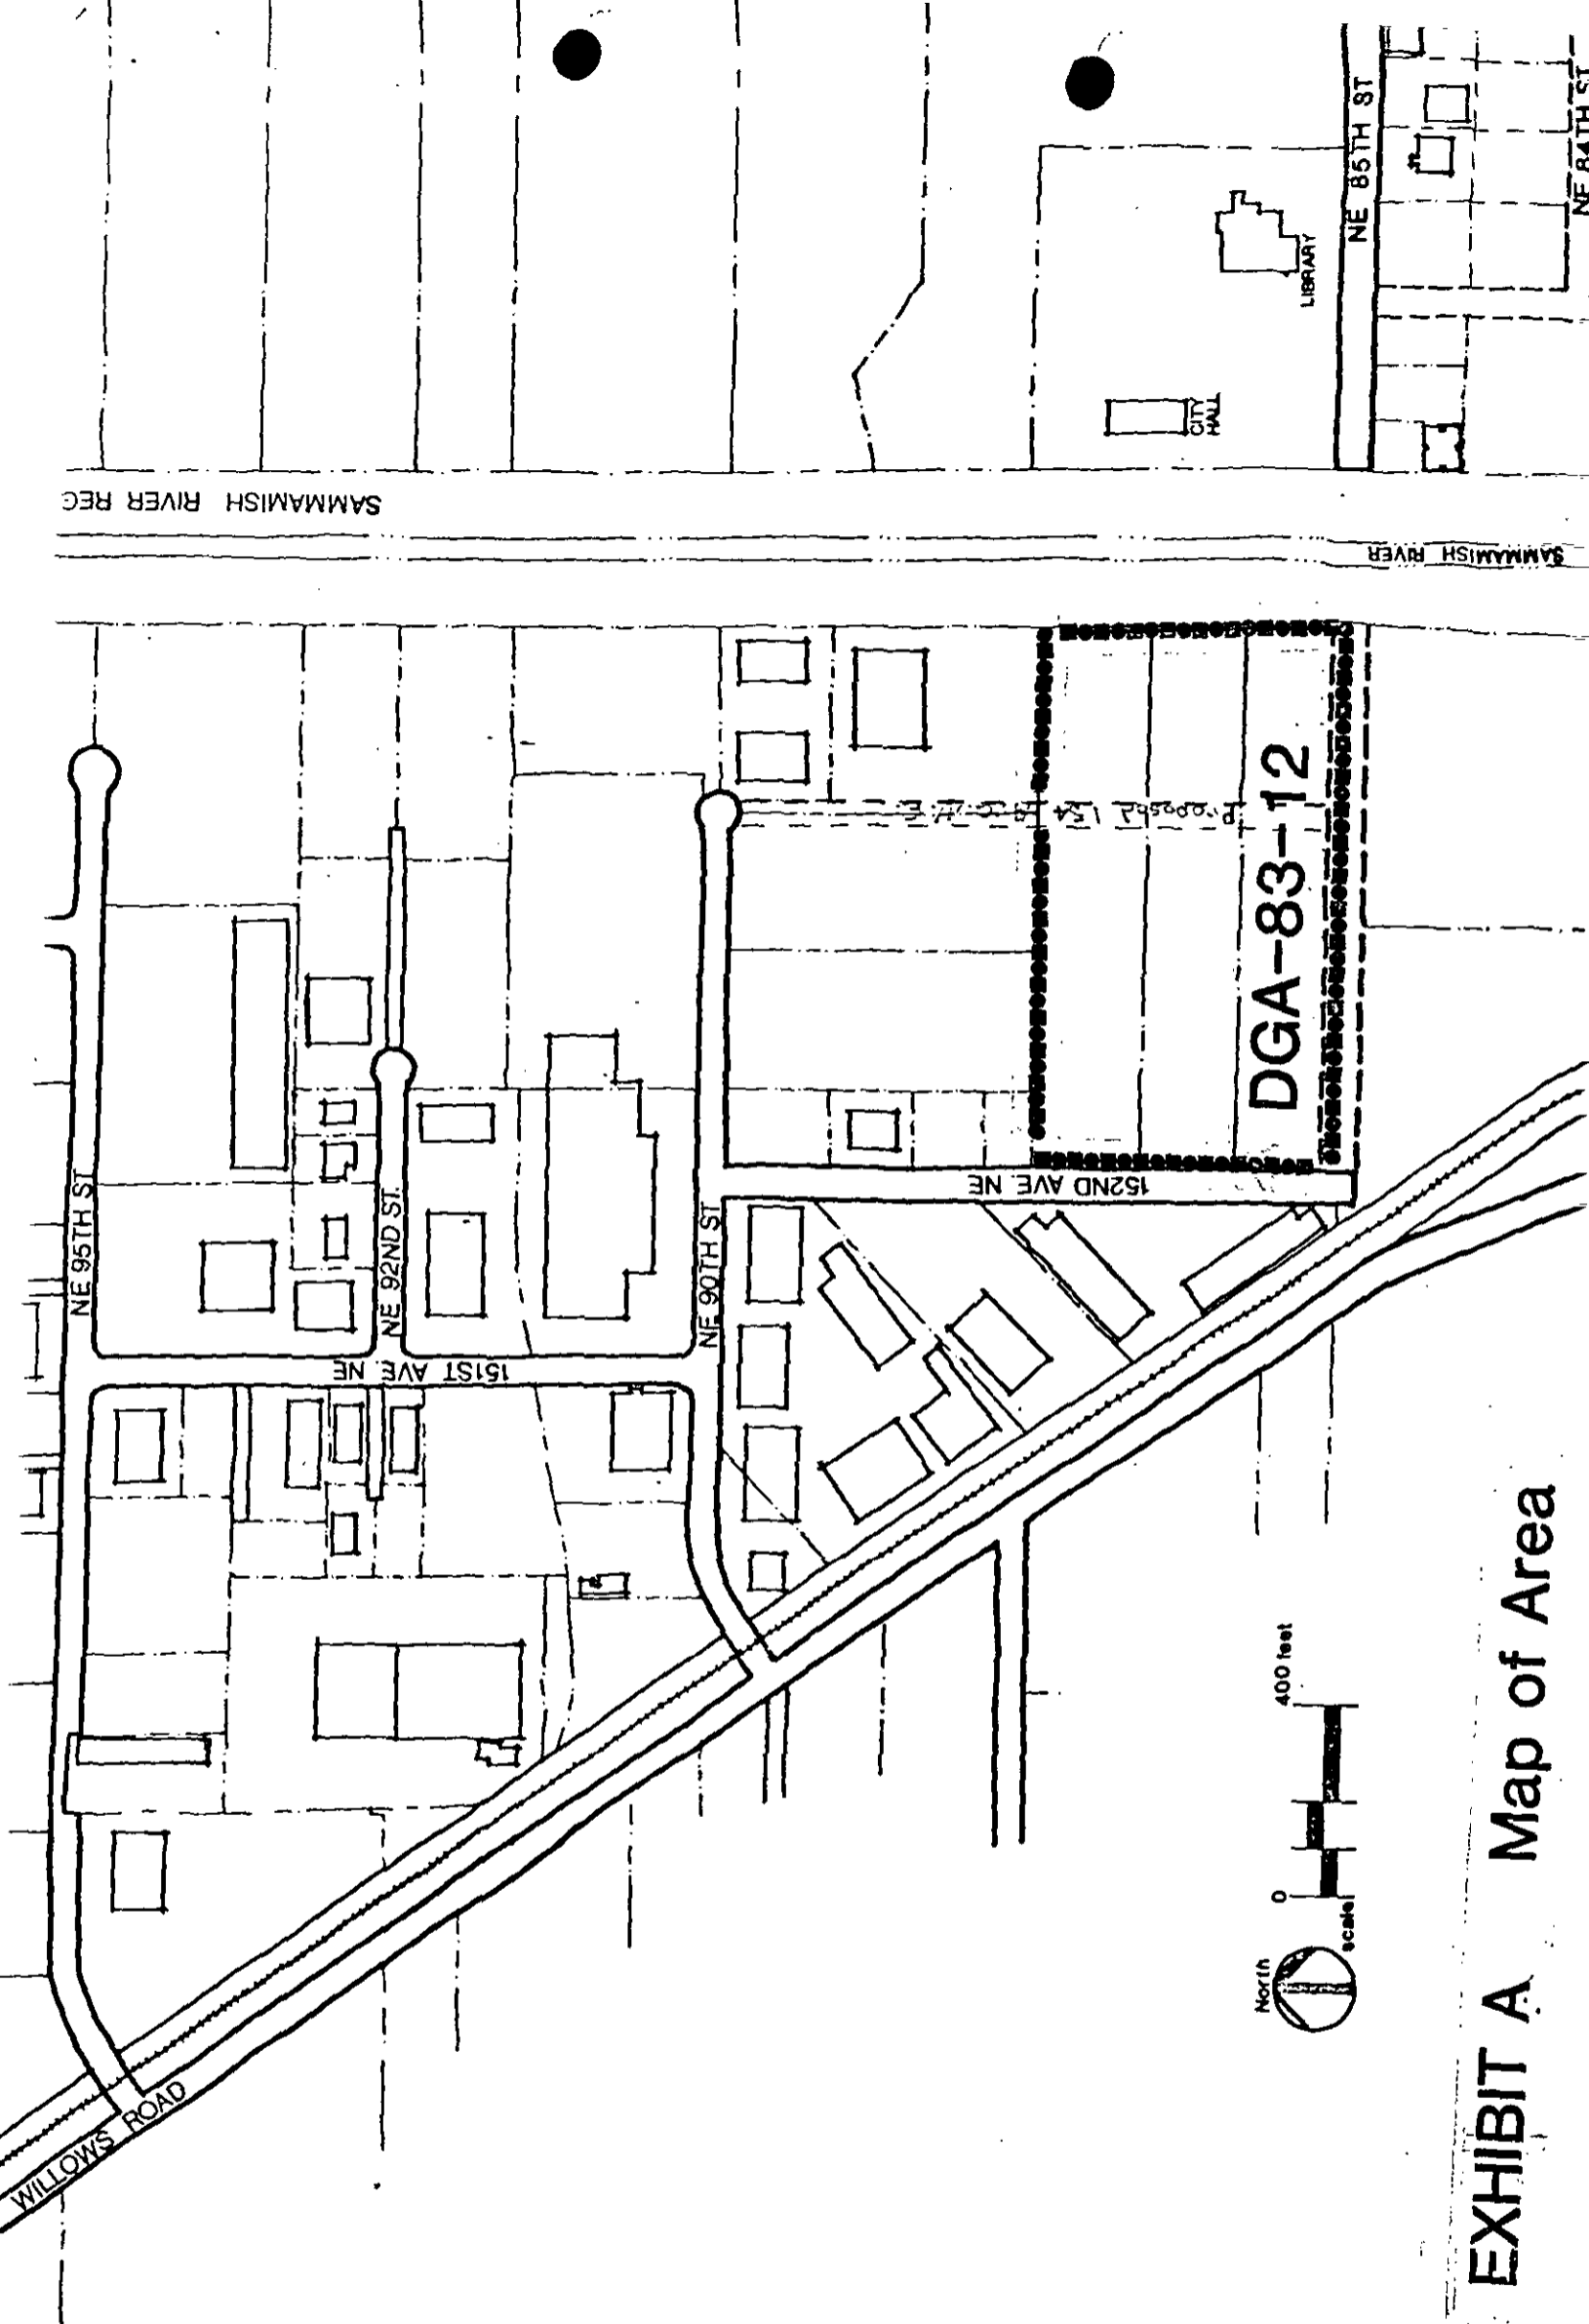 WILLOWS ROAD
NE 95TH ST
NE 92ND ST.
151ST AVE. NE
NE 90TH ST
152ND AVE. NE
Proposed 154
DGA-83-12
SAMMAMISH RIVER REC
SAMMAMISH RIVER
CITY
HALL
LIBRARY
NE 85TH ST
NE 84TH ST
North
0
400 feet
scale
EXHIBIT A Map of Area